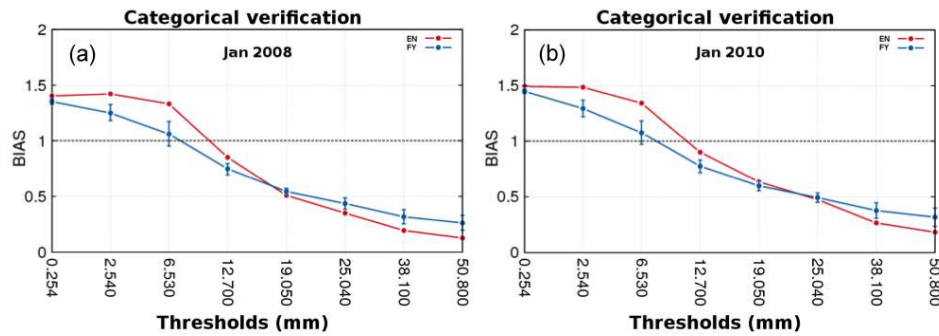 Categorical verification
2
(a)
Jan 2008
EN
FY
1.5
BIAS
1
0.5
0
0.254
2.540
6.530
12.700
19.050
25.040
38.100
50.800
Thresholds (mm)
Categorical verification
2
(b)
Jan 2010
EN
FY
1.5
BIAS
1
0.5
0
0.254
2.540
6.530
12.700
19.050
25.040
38.100
50.800
Thresholds (mm)